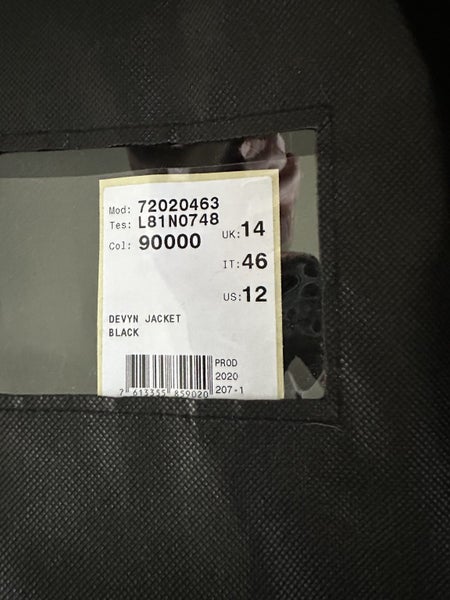 Mod: 72020463
Tes: L81N0748
Col: 90000
UK:14
IT:46
US:12
DEVYN JACKET
BLACK
PROD
2020
207-1
7 613355 859020